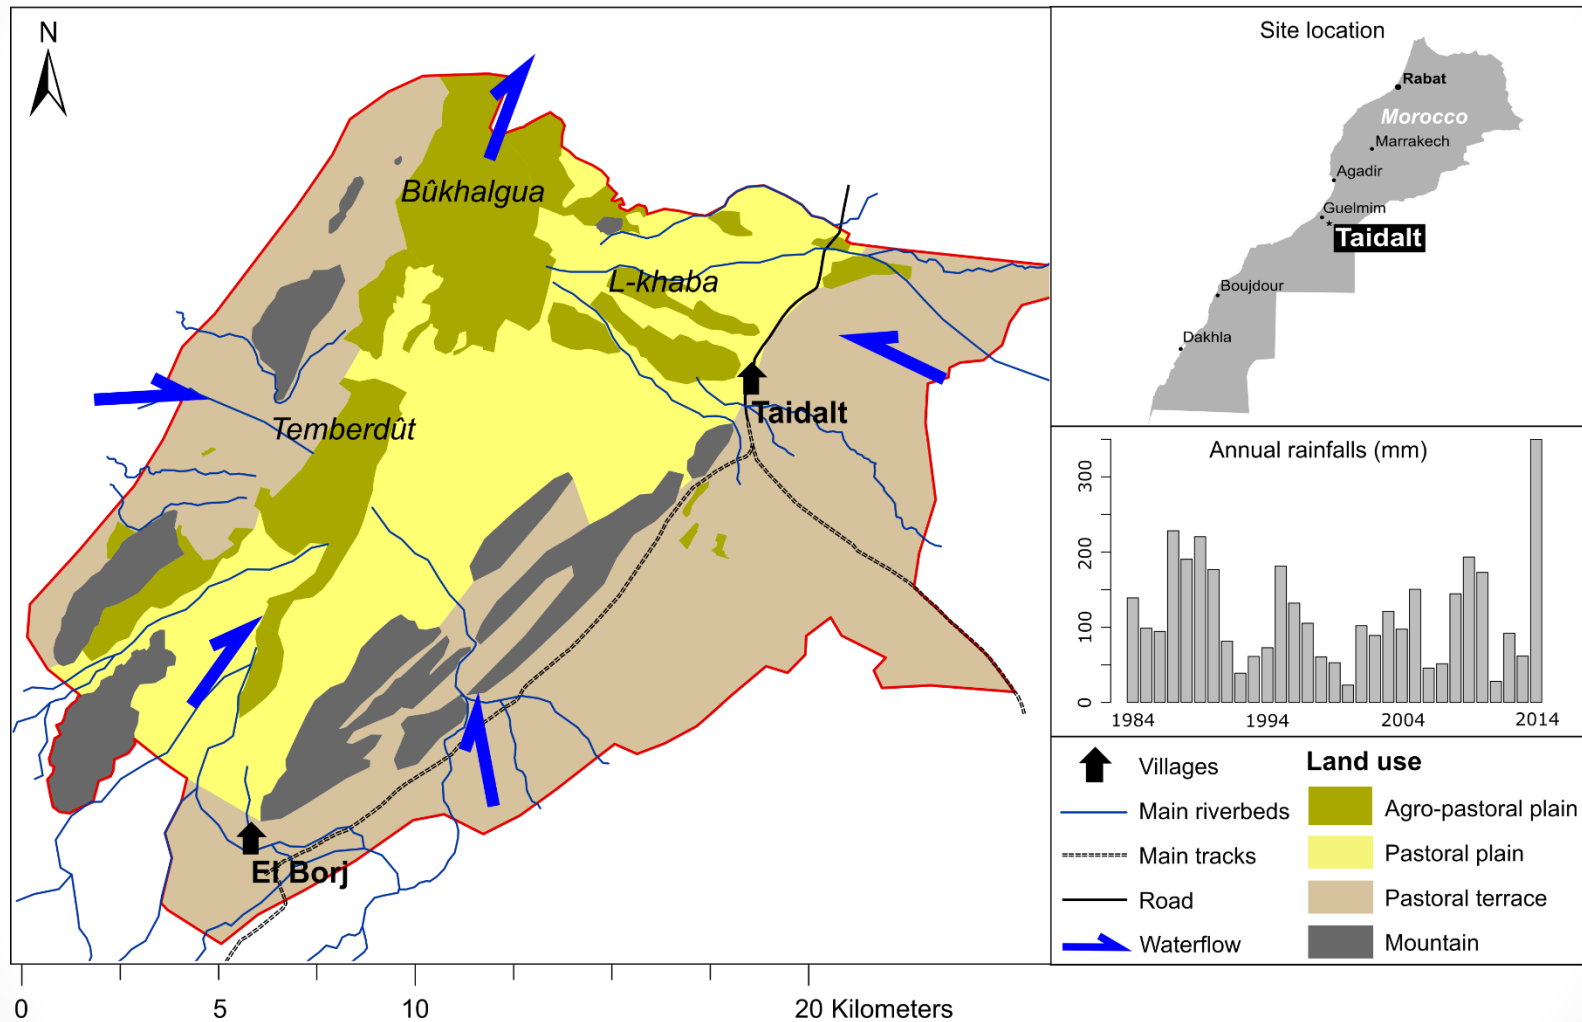 N
Bûkhalgua
L-khaba
Temberdût
Taidalt
El Borj
0
5
10
20 Kilometers
Site location
Rabat
Morocco
Marrakech
Agadir
Guelmim
Taidalt
Boujdour
Dakhla
Annual rainfalls (mm)
300
200
100
0
1984
1994
2004
2014
Villages
Main riverbeds
Main tracks
Road
Waterflow
Land use
Agro-pastoral plain
Pastoral plain
Pastoral terrace
Mountain